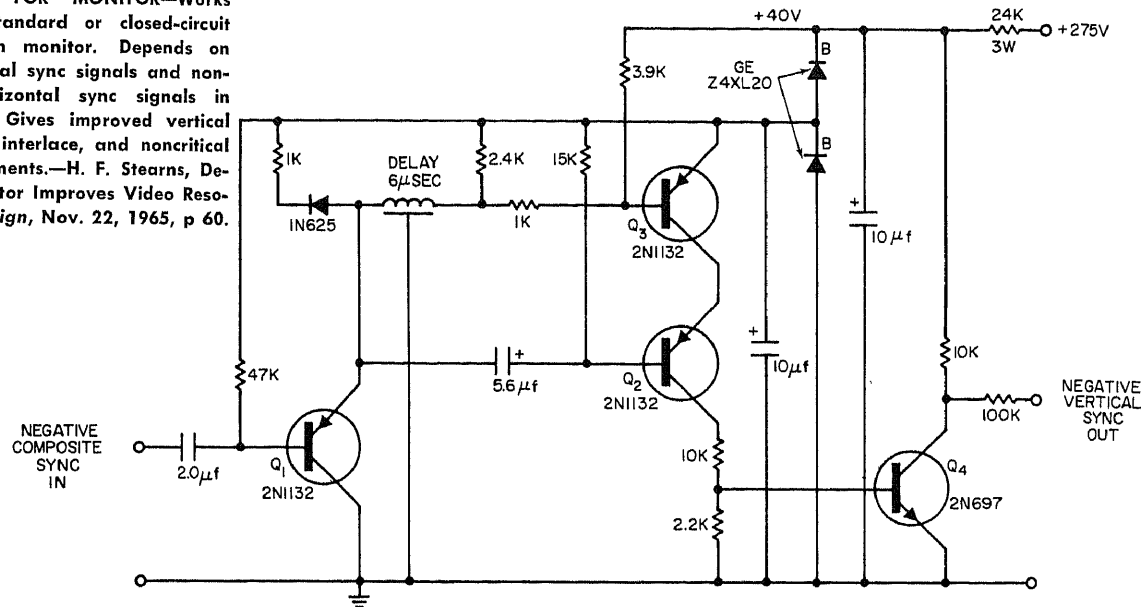 FOR MONITOR—Works
tandard or closed-circuit
monitor. Depends on
al sync signals and non-
izontal sync signals in
Gives improved vertical
interlace, and noncritical
ments.—H. F. Stearns, De-
tor Improves Video Reso-
ign, Nov. 22, 1965, p 60.
+40V
24K
3W
+275V
B
GE
Z4XL20
B
3.9K
1K
DELAY
6μSEC
2.4K
15K
1N625
1K
Q3
2N1132
10μf
47K
5.6μf
Q2
2N1132
10μf
10K
NEGATIVE
VERTICAL
SYNC
OUT
100K
NEGATIVE
COMPOSITE
SYNC
IN
2.0μf
Q1
2N1132
10K
Q4
2N697
2.2K